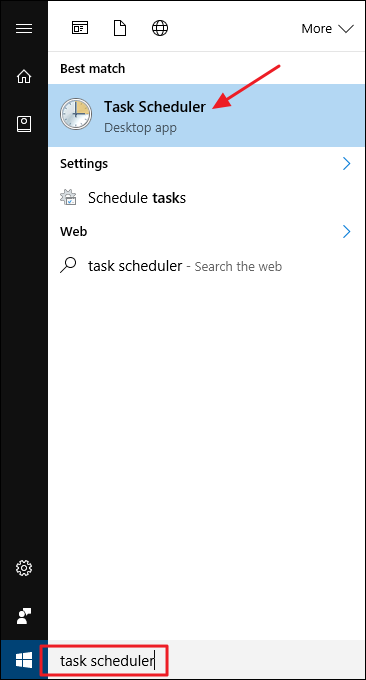 More
Best match
Task Scheduler
Desktop app
Settings
Schedule tasks
Web
task scheduler - Search the web
task scheduler